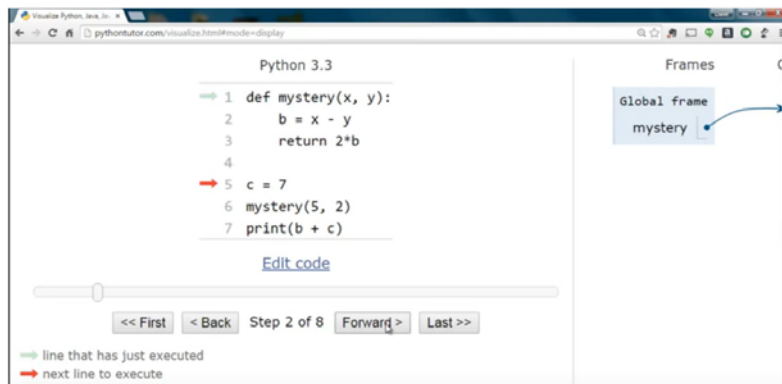 Visualize Python, Java, Ja
pythontutor.com/visualize.html#mode=display
Python 3.3
Frames
1 def mystery(x, y):
2     b = x - y
3     return 2*b
4
5 c = 7
6 mystery(5, 2)
7 print(b + c)
Global frame
mystery
Edit code
<< First
< Back
Step 2 of 8
Forward >
Last >>
line that has just executed
next line to execute